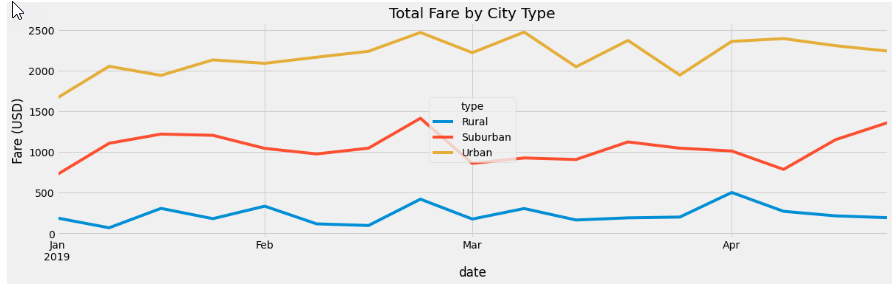 Total Fare by City Type
Fare (USD)
2500
2000
1500
1000
500
0
type
Rural
Suburban
Urban
Jan
2019
Feb
Mar
Apr
date